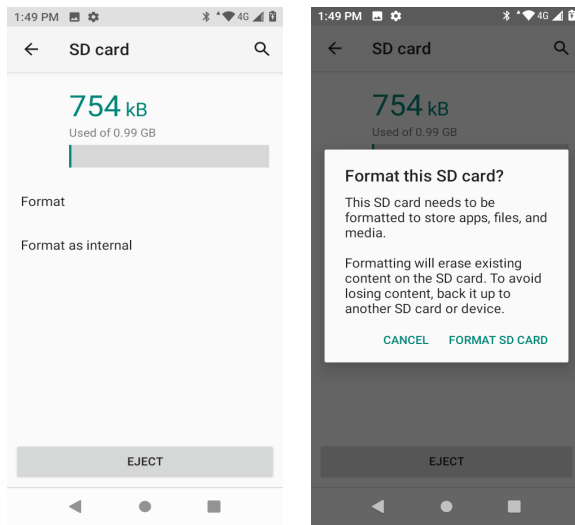 1:49 PM 4G
SD card
754 kB
Used of 0.99 GB
Format
Format as internal
EJECT
1:49 PM 4G
SD card
754 kB
Used of 0.99 GB
Format this SD card?
This SD card needs to be
formatted to store apps, files, and
media.
Formatting will erase existing
content on the SD card. To avoid
losing content, back it up to
another SD card or device.
CANCEL FORMAT SD CARD
EJECT